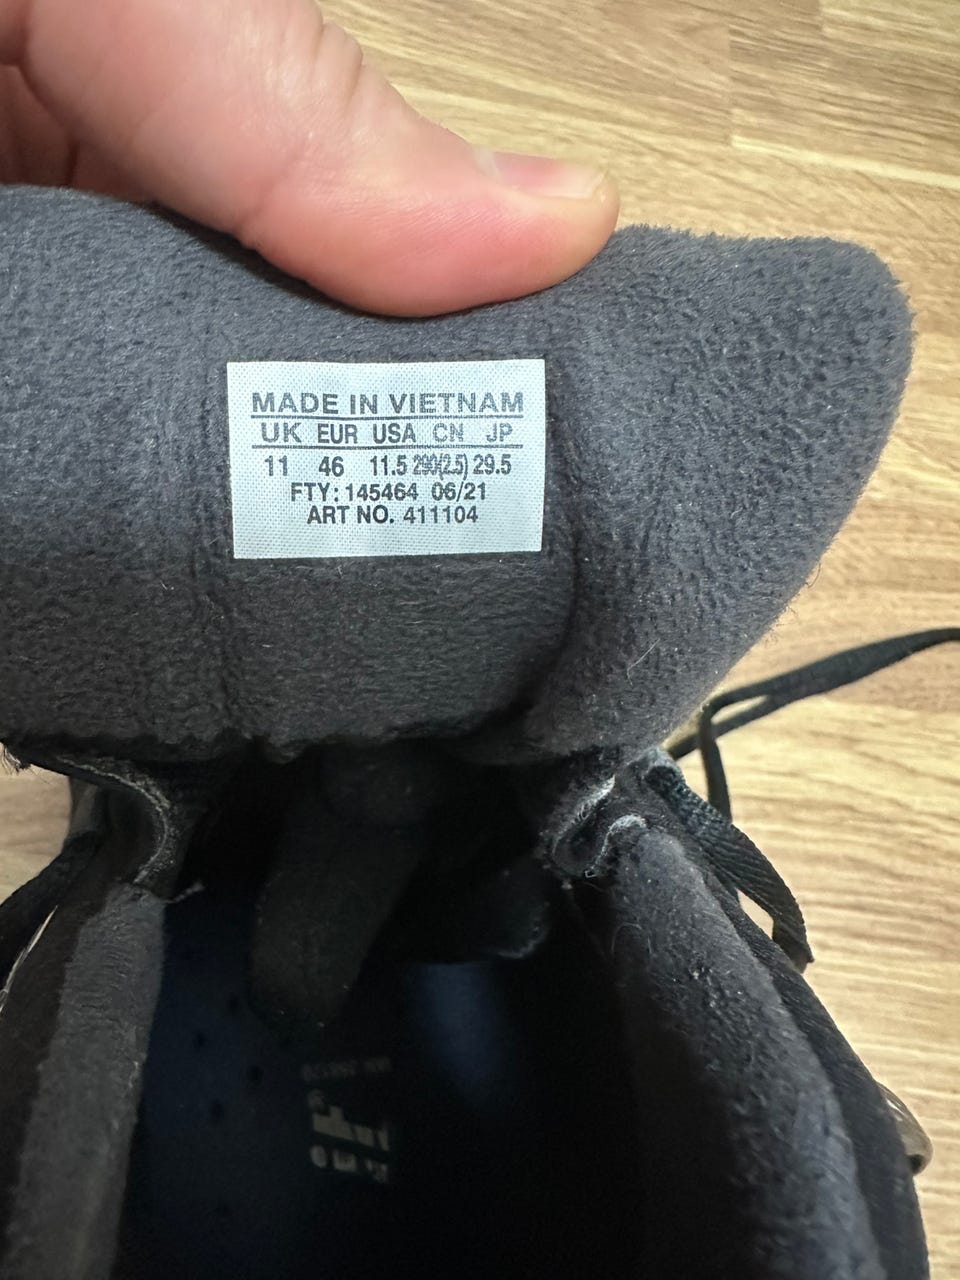 MADE IN VIETNAM
UK EUR USA CN JP
11 46 11.5 290(2.5) 29.5
FTY: 145464 06/21
ART NO. 411104